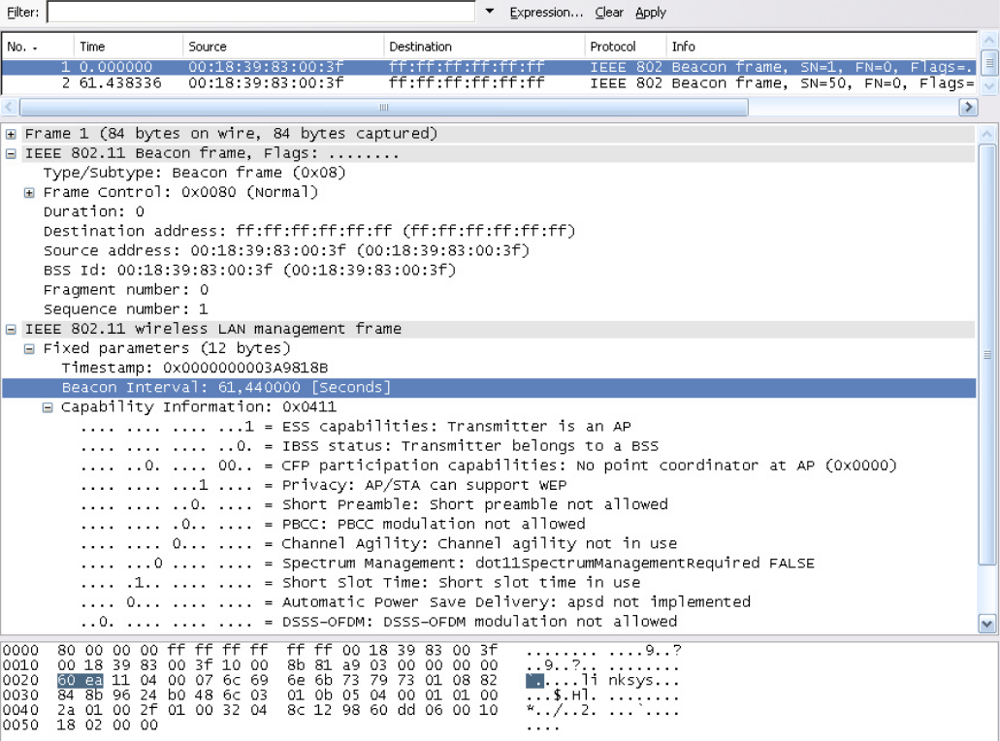 Filter: Expression... Clear Apply
No. Time Source Destination Protocol Info
1 0.000000 00:18:39:83:00:3f ff:ff:ff:ff:ff:ff IEEE 802 Beacon frame, SN=1, FN=0, Flags=.
2 61.438336 00:18:39:83:00:3f ff:ff:ff:ff:ff:ff IEEE 802 Beacon frame, SN=50, FN=0, Flags=
Frame 1 (84 bytes on wire, 84 bytes captured)
IEEE 802.11 Beacon frame, Flags: ........
Type/Subtype: Beacon frame (0x08)
Frame Control: 0x0080 (Normal)
Duration: 0
Destination address: ff:ff:ff:ff:ff:ff (ff:ff:ff:ff:ff:ff)
Source address: 00:18:39:83:00:3f (00:18:39:83:00:3f)
BSS Id: 00:18:39:83:00:3f (00:18:39:83:00:3f)
Fragment number: 0
Sequence number: 1
IEEE 802.11 wireless LAN management frame
Fixed parameters (12 bytes)
Timestamp: 0x0000000003A9818B
Beacon Interval: 61,440000 [Seconds]
Capability Information: 0x0411
.... .... .... ...1 = ESS capabilities: Transmitter is an AP
.... .... .... ..0. = IBSS status: Transmitter belongs to a BSS
.... ..0. .... 00.. = CFP participation capabilities: No point coordinator at AP (0x0000)
.... .... ...1 .... = Privacy: AP/STA can support WEP
.... .... ..0. .... = Short Preamble: Short preamble not allowed
.... .... .0.. .... = PBCC: PBCC modulation not allowed
.... .... 0... .... = Channel Agility: Channel agility not in use
.... ...0 .... .... = Spectrum Management: dot11SpectrumManagementRequired FALSE
.... .1.. .... .... = Short Slot Time: Short slot time in use
.... 0... .... .... = Automatic Power Save Delivery: apsd not implemented
..0. .... .... .... = DSSS-OFDM: DSSS-OFDM modulation not allowed
0000 80 00 00 00 ff ff ff ff ff ff 00 18 39 83 00 3f ........ ....9..?
0010 00 18 39 83 00 3f 10 00 8b 81 a9 03 00 00 00 00 ..9..?.. ........
0020 60 ea 11 04 00 07 6c 69 6e 6b 73 79 73 01 08 82 `.....li nksys...
0030 84 8b 96 24 b0 48 6c 03 01 0b 05 04 00 01 01 00 ...$.Hl. ........
0040 2a 01 00 2f 01 00 32 04 8c 12 98 60 dd 06 00 10 *../..2. ...`....
0050 18 02 00 00 ....